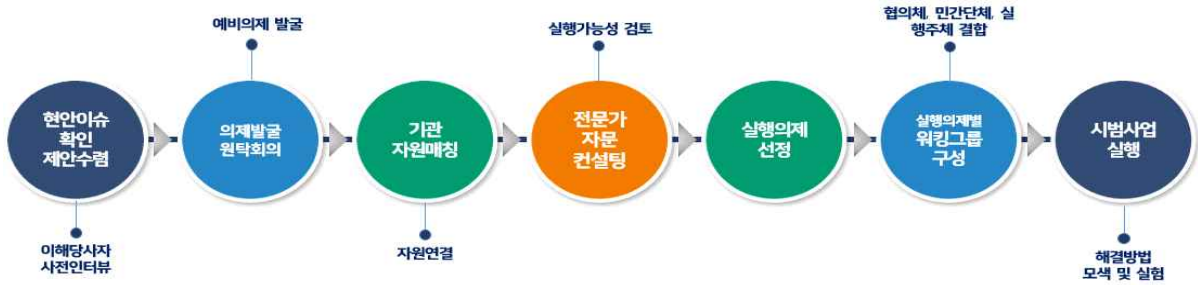 예비의제 발굴
실행가능성 검토
협의체, 민간단체, 실
행주체 결합
현안이슈
확인
제안수렴
의제발굴
원탁회의
기관
자원매칭
전문가
자문
컨설팅
실행의제
선정
실행의제별
워킹그룹
구성
시범사업
실행
이해당사자
사전인터뷰
자원연결
해결방법
모색 및 실험